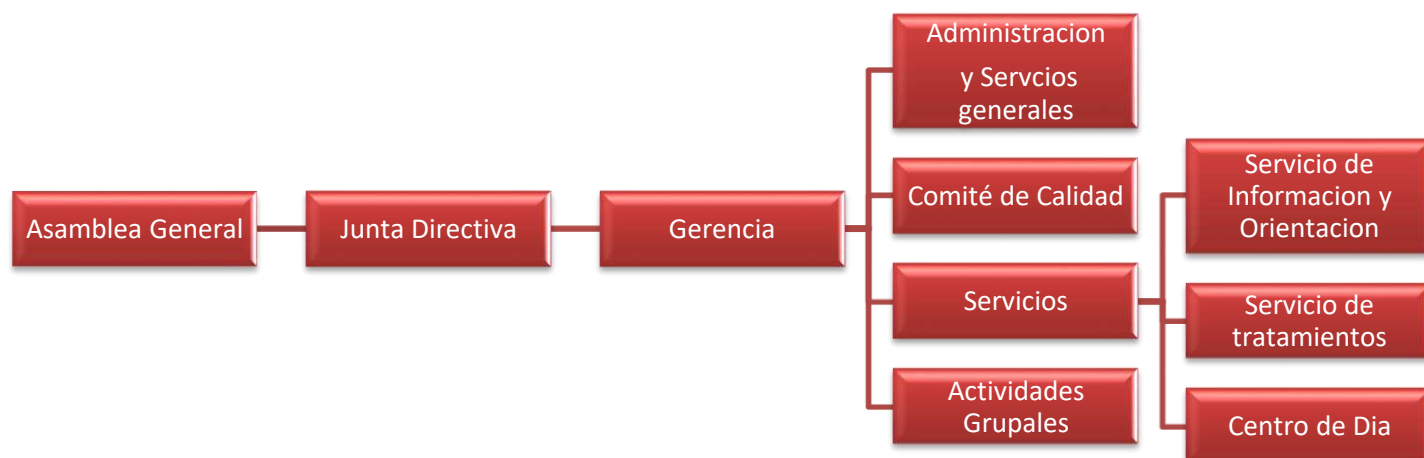 Asamblea General
Junta Directiva
Gerencia
Administracion
y Servcios
generales
Comité de Calidad
Servicios
Actividades
Grupales
Servicio de
Informacion y
Orientacion
Servicio de
tratamientos
Centro de Dia